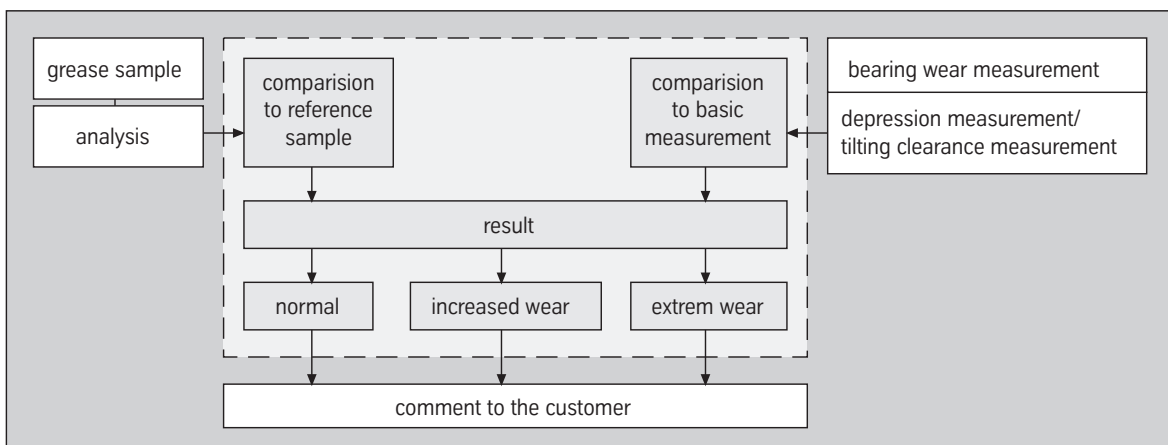 grease sample
analysis
comparision
to reference
sample
comparision
to basic
measurement
bearing wear measurement
depression measurement/
tilting clearance measurement
result
normal
increased wear
extrem wear
comment to the customer